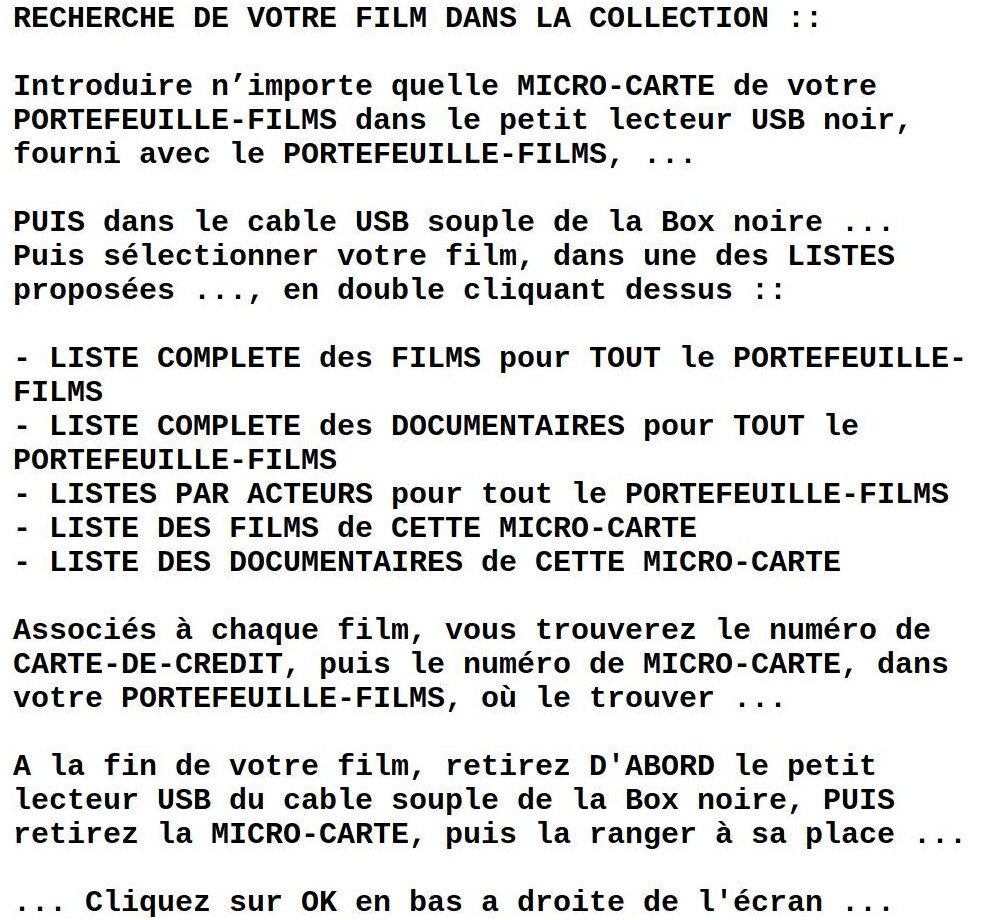 RECHERCHE DE VOTRE FILM DANS LA COLLECTION ::
Introduire n’importe quelle MICRO-CARTE de votre
PORTEFEUILLE-FILMS dans le petit lecteur USB noir,
fourni avec le PORTEFEUILLE-FILMS, ...
PUIS dans le cable USB souple de la Box noire ...
Puis sélectionner votre film, dans une des LISTES
proposées ..., en double cliquant dessus ::
- LISTE COMPLETE des FILMS pour TOUT le PORTEFEUILLE-
FILMS
- LISTE COMPLETE des DOCUMENTAIRES pour TOUT le
PORTEFEUILLE-FILMS
- LISTES PAR ACTEURS pour tout le PORTEFEUILLE-FILMS
- LISTE DES FILMS de CETTE MICRO-CARTE
- LISTE DES DOCUMENTAIRES de CETTE MICRO-CARTE
Associés à chaque film, vous trouverez le numéro de
CARTE-DE-CREDIT, puis le numéro de MICRO-CARTE, dans
votre PORTEFEUILLE-FILMS, où le trouver ...
A la fin de votre film, retirez D'ABORD le petit
lecteur USB du cable souple de la Box noire, PUIS
retirez la MICRO-CARTE, puis la ranger à sa place ...
... Cliquez sur OK en bas a droite de l'écran ...